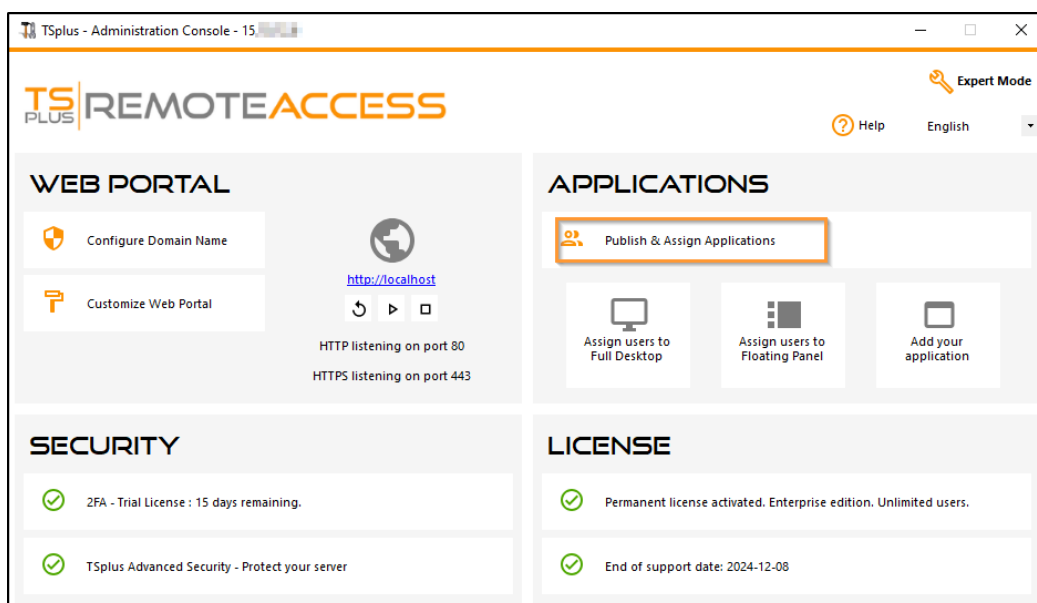 TSplus - Administration Console - 15.
TS PLUS REMOTEACCESS
Expert Mode
Help
English
WEB PORTAL
Configure Domain Name
Customize Web Portal
http://localhost
HTTP listening on port 80
HTTPS listening on port 443
APPLICATIONS
Publish & Assign Applications
Assign users to
Full Desktop
Assign users to
Floating Panel
Add your
application
SECURITY
2FA - Trial License : 15 days remaining.
TSplus Advanced Security - Protect your server
LICENSE
Permanent license activated. Enterprise edition. Unlimited users.
End of support date: 2024-12-08